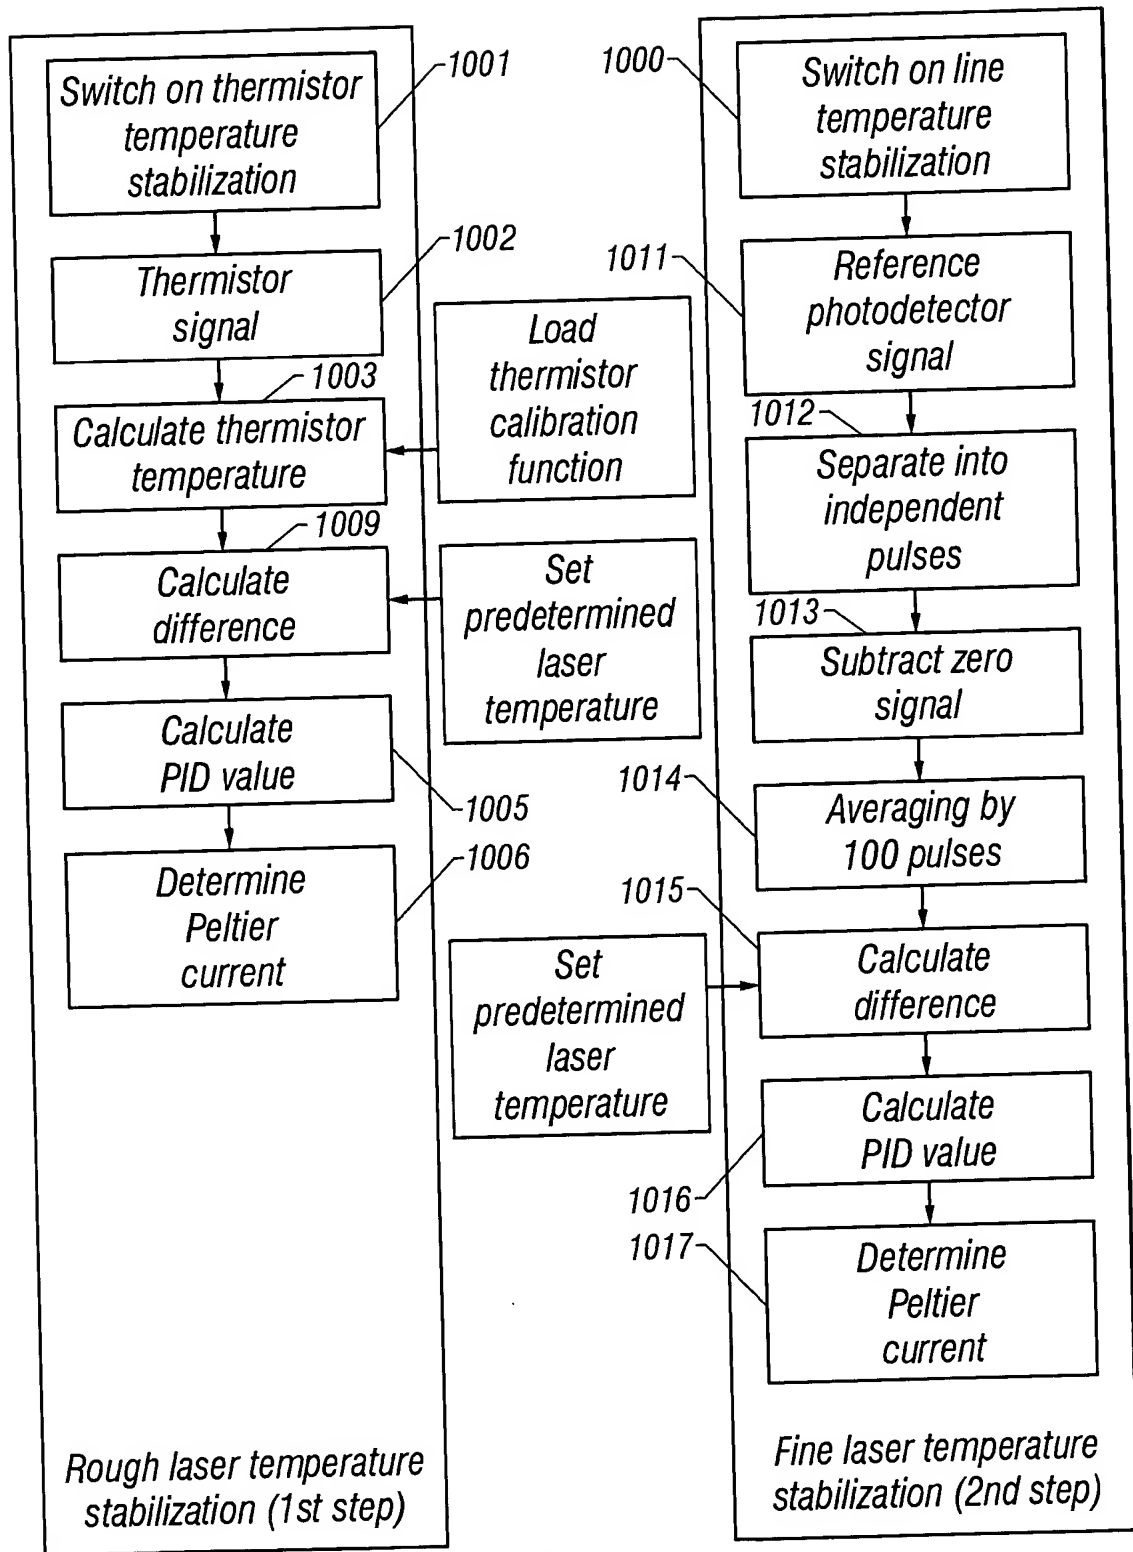 Switch on thermistor
temperature
stabilization
1001
Thermistor
signal
1002
1003
Calculate thermistor
temperature
Load
thermistor
calibration
function
1009
Calculate
difference
Set
predetermined
laser
temperature
Calculate
PID value
1005
Determine
Peltier
current
1006
Rough laser temperature
stabilization (1st step)
1000
Switch on line
temperature
stabilization
1011
Reference
photodetector
signal
1012
Separate into
independent
pulses
1013
Subtract zero
signal
1014
Averaging by
100 pulses
1015
Calculate
difference
Set
predetermined
laser
temperature
Calculate
PID value
1016
1017
Determine
Peltier
current
Fine laser temperature
stabilization (2nd step)